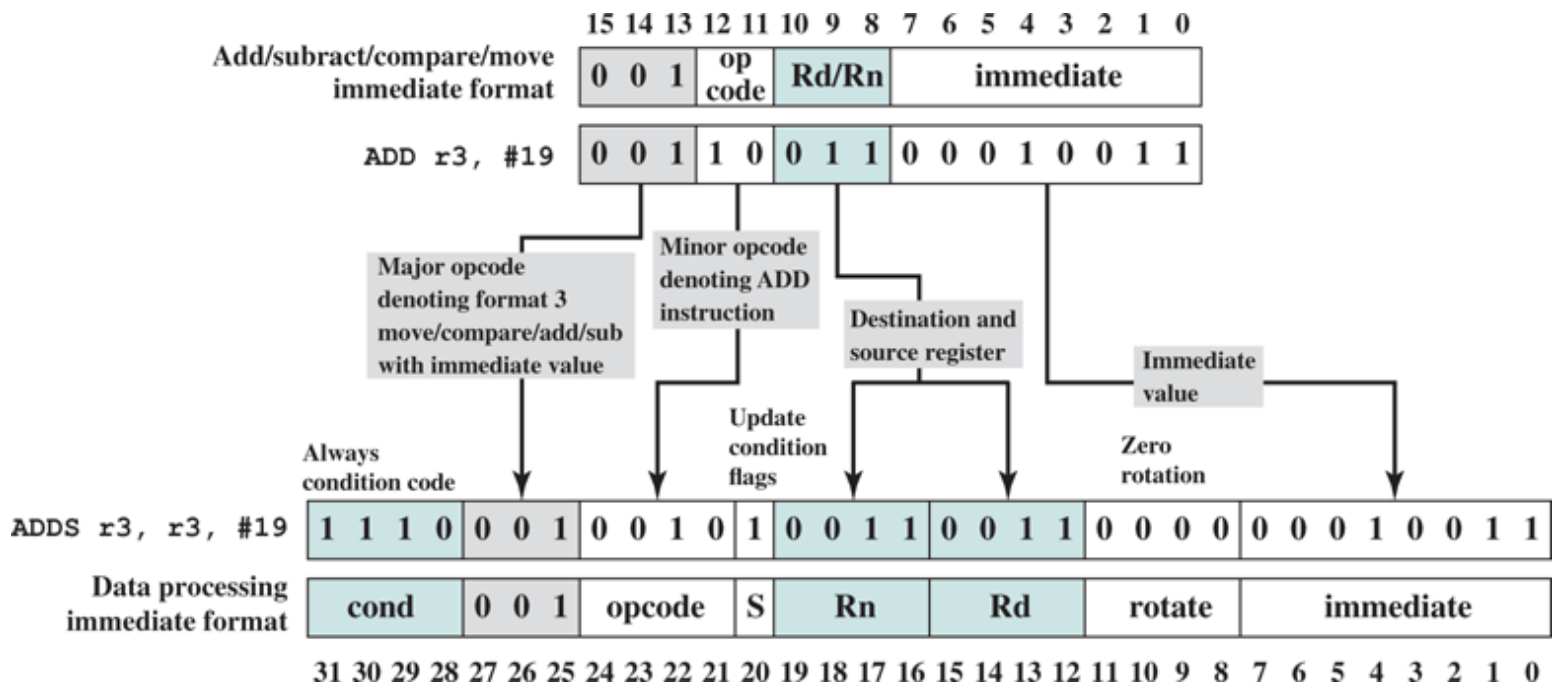 15 14 13 12 11 10 9 8 7 6 5 4 3 2 1 0
Add/subract/compare/move
immediate format
0 0 1
op
code
Rd/Rn
immediate
ADD r3, #19
0 0 1 1 0 0 1 1 0 0 0 1 0 0 1 1
Major opcode
denoting format 3
move/compare/add/sub
with immediate value
Minor opcode
denoting ADD
instruction
Destination and
source register
Immediate
value
Always
condition code
Update
condition
flags
Zero
rotation
ADDS r3, r3, #19
1 1 1 0 0 0 1 0 0 1 0 1 0 0 1 1 0 0 1 1 0 0 0 0 0 0 0 1 0 0 1 1
Data processing
immediate format
cond 0 0 1 opcode S Rn Rd rotate immediate
31 30 29 28 27 26 25 24 23 22 21 20 19 18 17 16 15 14 13 12 11 10 9 8 7 6 5 4 3 2 1 0